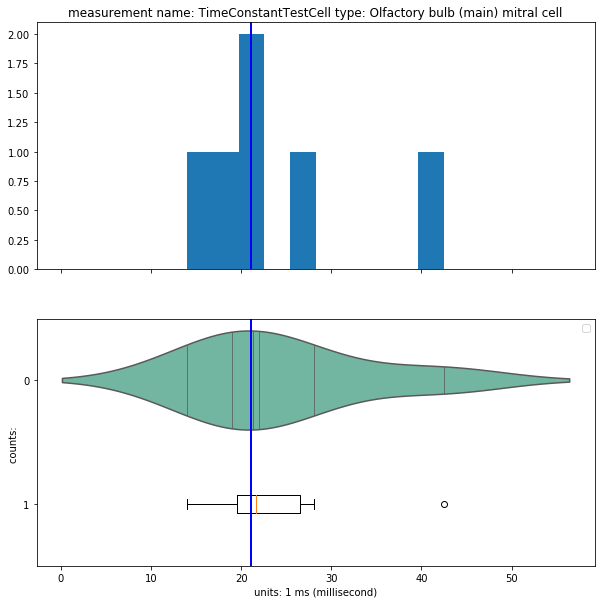 measurement name: TimeConstantTestCell type: Olfactory bulb (main) mitral cell
2.00
1.75
1.50
1.25
1.00
0.75
0.50
0.25
0.00
0
counts:
1
0 10 20 30 40 50
units: 1 ms (millisecond)